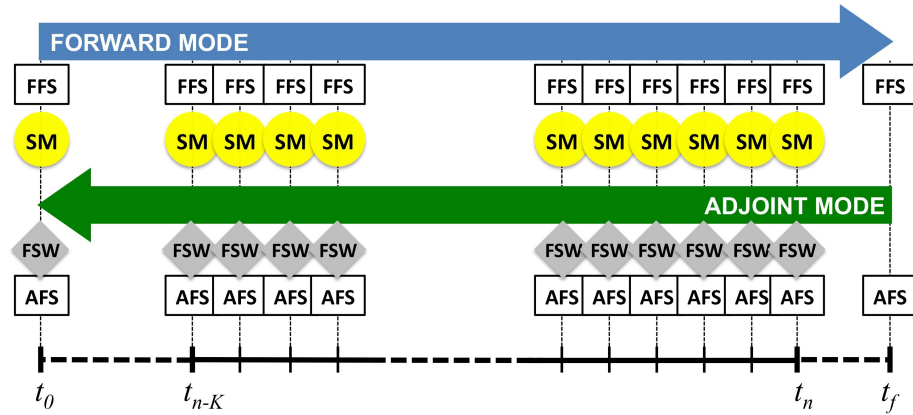 FORWARD MODE
FFS FFS FFS FFS FFS FFS FFS FFS FFS FFS FFS FFS
SM SM SM SM SM SM SM SM SM SM SM
ADJOINT MODE
FSW FSW FSW FSW FSW FSW FSW FSW FSW FSW FSW
AFS AFS AFS AFS AFS AFS AFS AFS AFS AFS AFS AFS
t0 tn-K tn tf